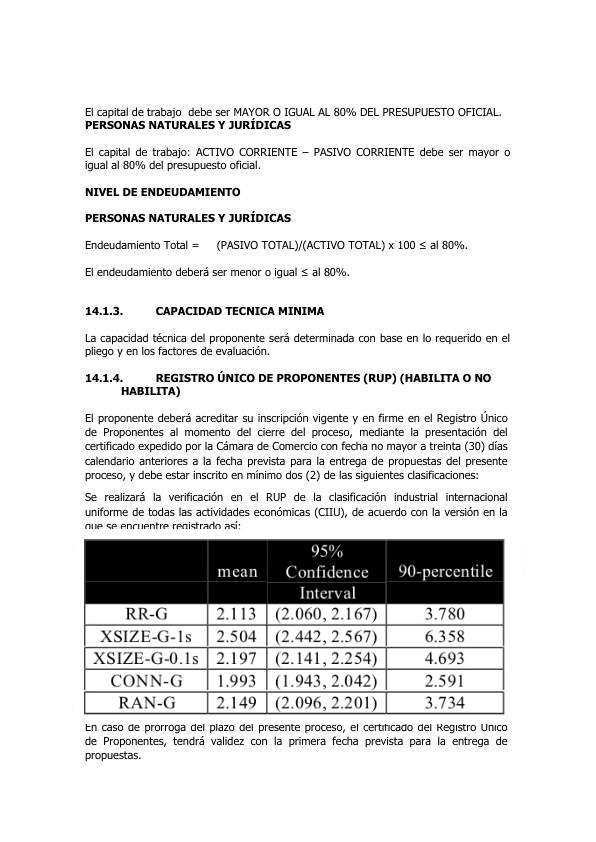 El capital de trabajo debe ser MAYOR O IGUAL AL 80% DEL PRESUPUESTO OFICIAL.
PERSONAS NATURALES Y JURÍDICAS
El capital de trabajo: ACTIVO CORRIENTE – PASIVO CORRIENTE debe ser mayor o
igual al 80% del presupuesto oficial.
NIVEL DE ENDEUDAMIENTO
PERSONAS NATURALES Y JURÍDICAS
Endeudamiento Total = (PASIVO TOTAL)/(ACTIVO TOTAL) x 100 ≤ al 80%.
El endeudamiento deberá ser menor o igual ≤ al 80%.
14.1.3. CAPACIDAD TECNICA MINIMA
La capacidad técnica del proponente será determinada con base en lo requerido en el
pliego y en los factores de evaluación.
14.1.4. REGISTRO ÚNICO DE PROPONENTES (RUP) (HABILITA O NO
HABILITA)
El proponente deberá acreditar su inscripción vigente y en firme en el Registro Único
de Proponentes al momento del cierre del proceso, mediante la presentación del
certificado expedido por la Cámara de Comercio con fecha no mayor a treinta (30) días
calendario anteriores a la fecha prevista para la entrega de propuestas del presente
proceso, y debe estar inscrito en mínimo dos (2) de las siguientes clasificaciones:
Se realizará la verificación en el RUP de la clasificación industrial internacional
uniforme de todas las actividades económicas (CIIU), de acuerdo con la versión en la
que se encuentre registrado así:
mean 95% Confidence Interval 90-percentile
RR-G 2.113 (2.060, 2.167) 3.780
XSIZE-G-1s 2.504 (2.442, 2.567) 6.358
XSIZE-G-0.1s 2.197 (2.141, 2.254) 4.693
CONN-G 1.993 (1.943, 2.042) 2.591
RAN-G 2.149 (2.096, 2.201) 3.734
En caso de prórroga del plazo del presente proceso, el certificado del Registro Único
de Proponentes, tendrá validez con la primera fecha prevista para la entrega de
propuestas.